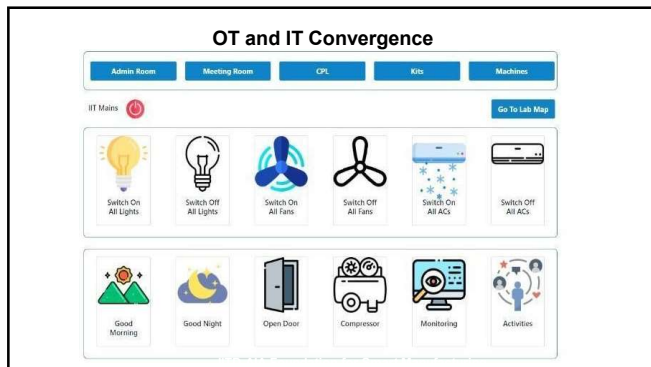 OT and IT Convergence
Admin Room
Meeting Room
CPL
Kits
Machines
IIT Mains
Go To Lab Map
Switch On
All Lights
Switch Off
All Lights
Switch On
All Fans
Switch Off
All Fans
Switch On
All ACs
Switch Off
All ACs
Good
Morning
Good Night
Open Door
Compressor
Monitoring
Activities